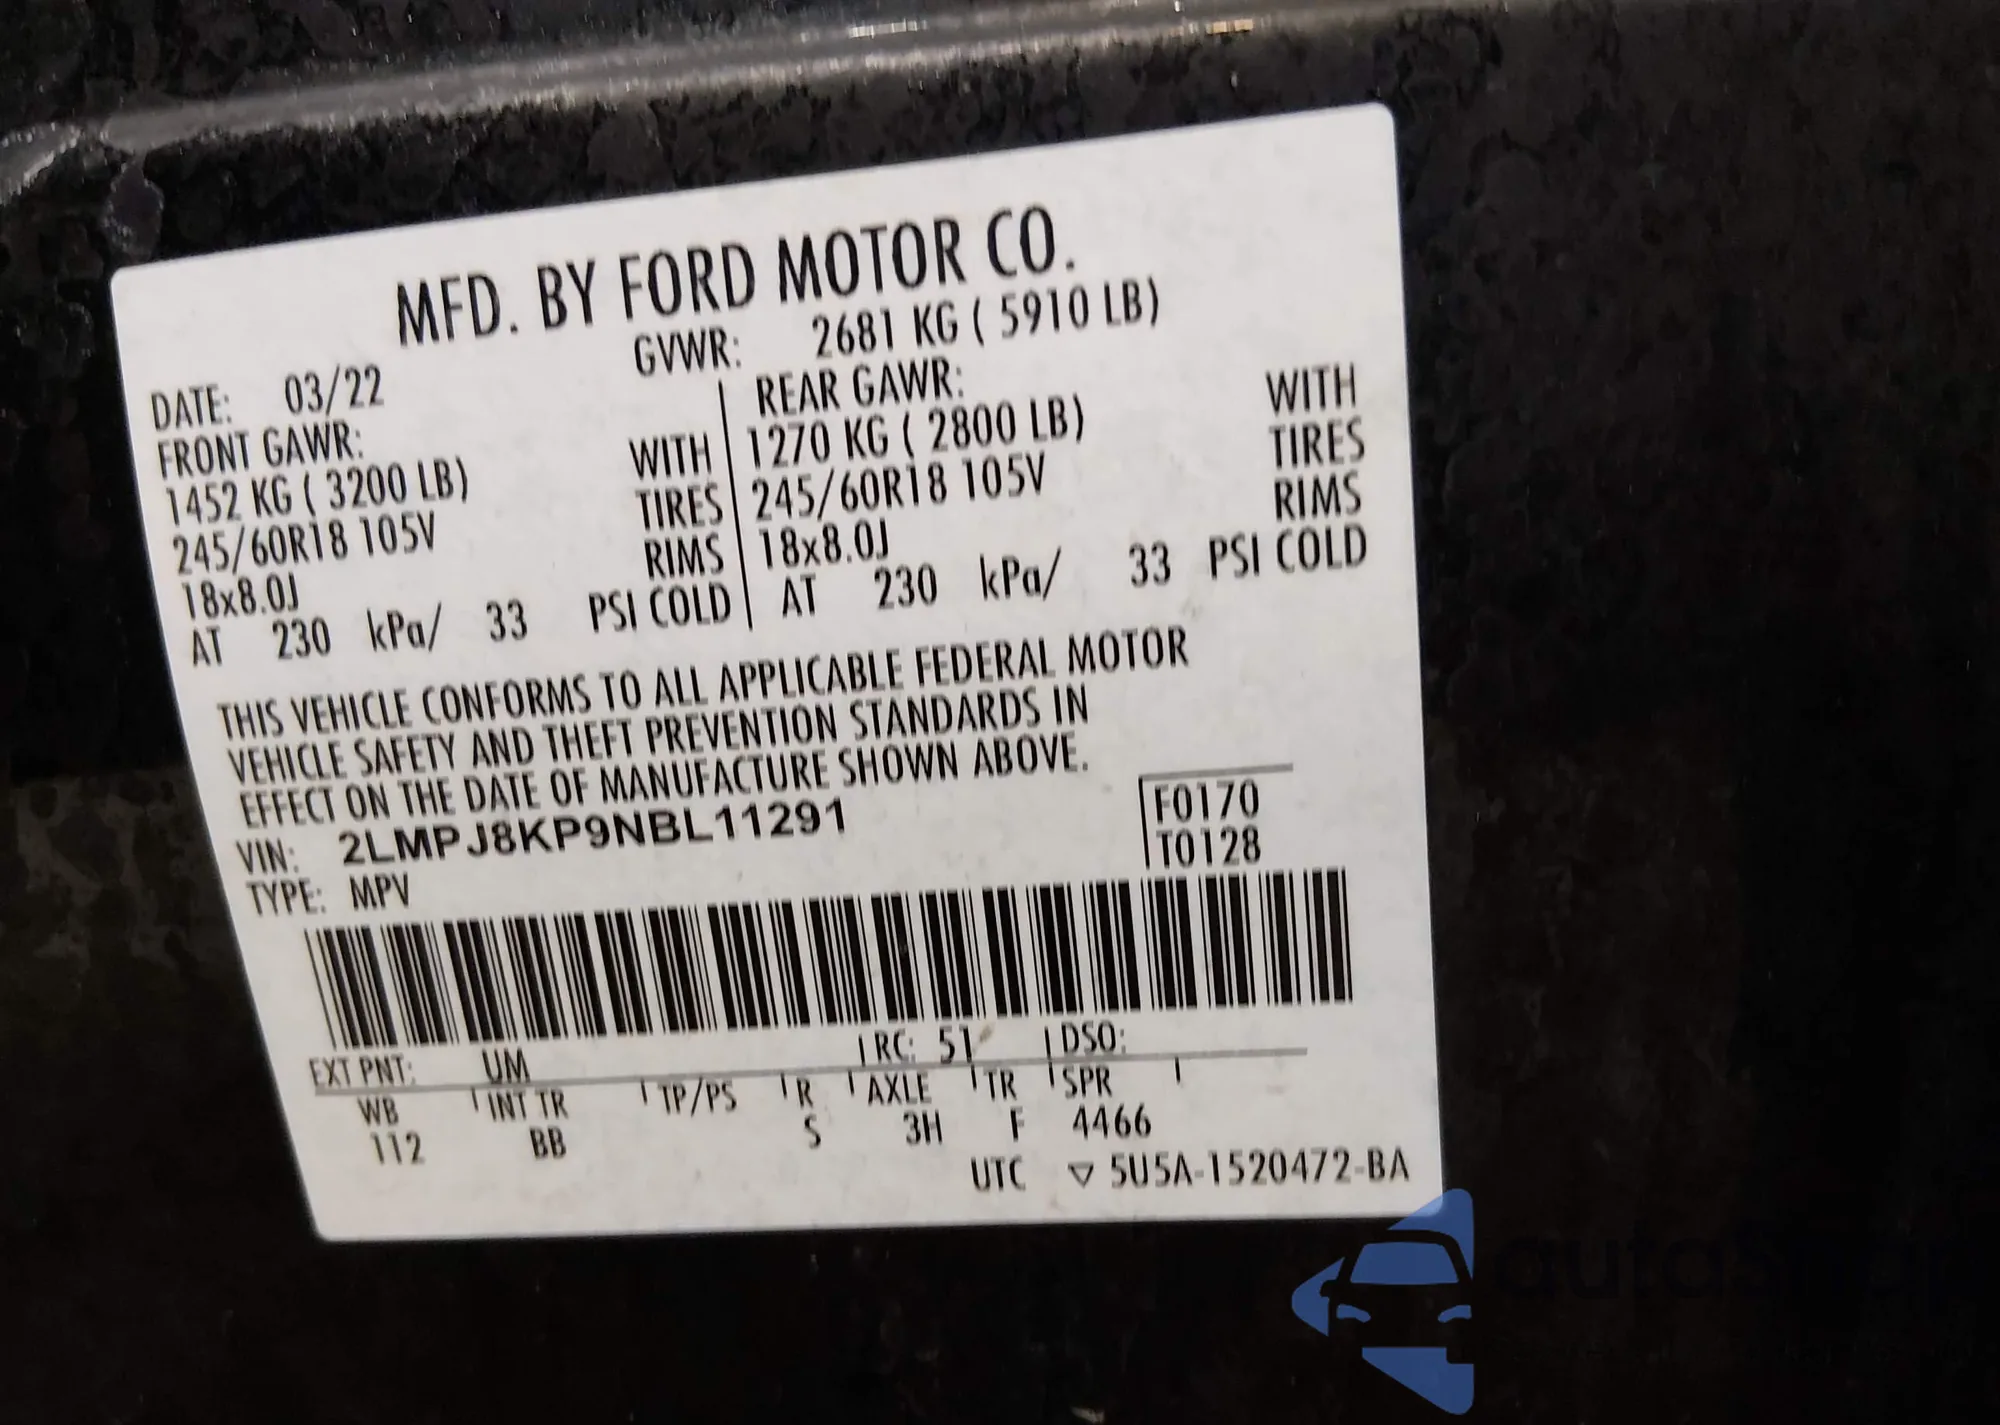 MFD. BY FORD MOTOR CO.
DATE: 03/22 GVWR: 2681 KG ( 5910 LB)
FRONT GAWR: REAR GAWR:
1452 KG ( 3200 LB) WITH 1270 KG ( 2800 LB) WITH
245/60R18 105V TIRES 245/60R18 105V TIRES
18x8.0J RIMS 18x8.0J RIMS
AT 230 kPa/ 33 PSI COLD AT 230 kPa/ 33 PSI COLD
THIS VEHICLE CONFORMS TO ALL APPLICABLE FEDERAL MOTOR
VEHICLE SAFETY AND THEFT PREVENTION STANDARDS IN
EFFECT ON THE DATE OF MANUFACTURE SHOWN ABOVE.
VIN: 2LMPJ8KP9NBL11291 F0170
TYPE: MPV T0128
EXT PNT: UM RC: 51 DSO:
WB INT TR TP/PS R AXLE TR SPR
112 BB S 3H F 4466
UTC ▽ 5U5A-1520472-BA